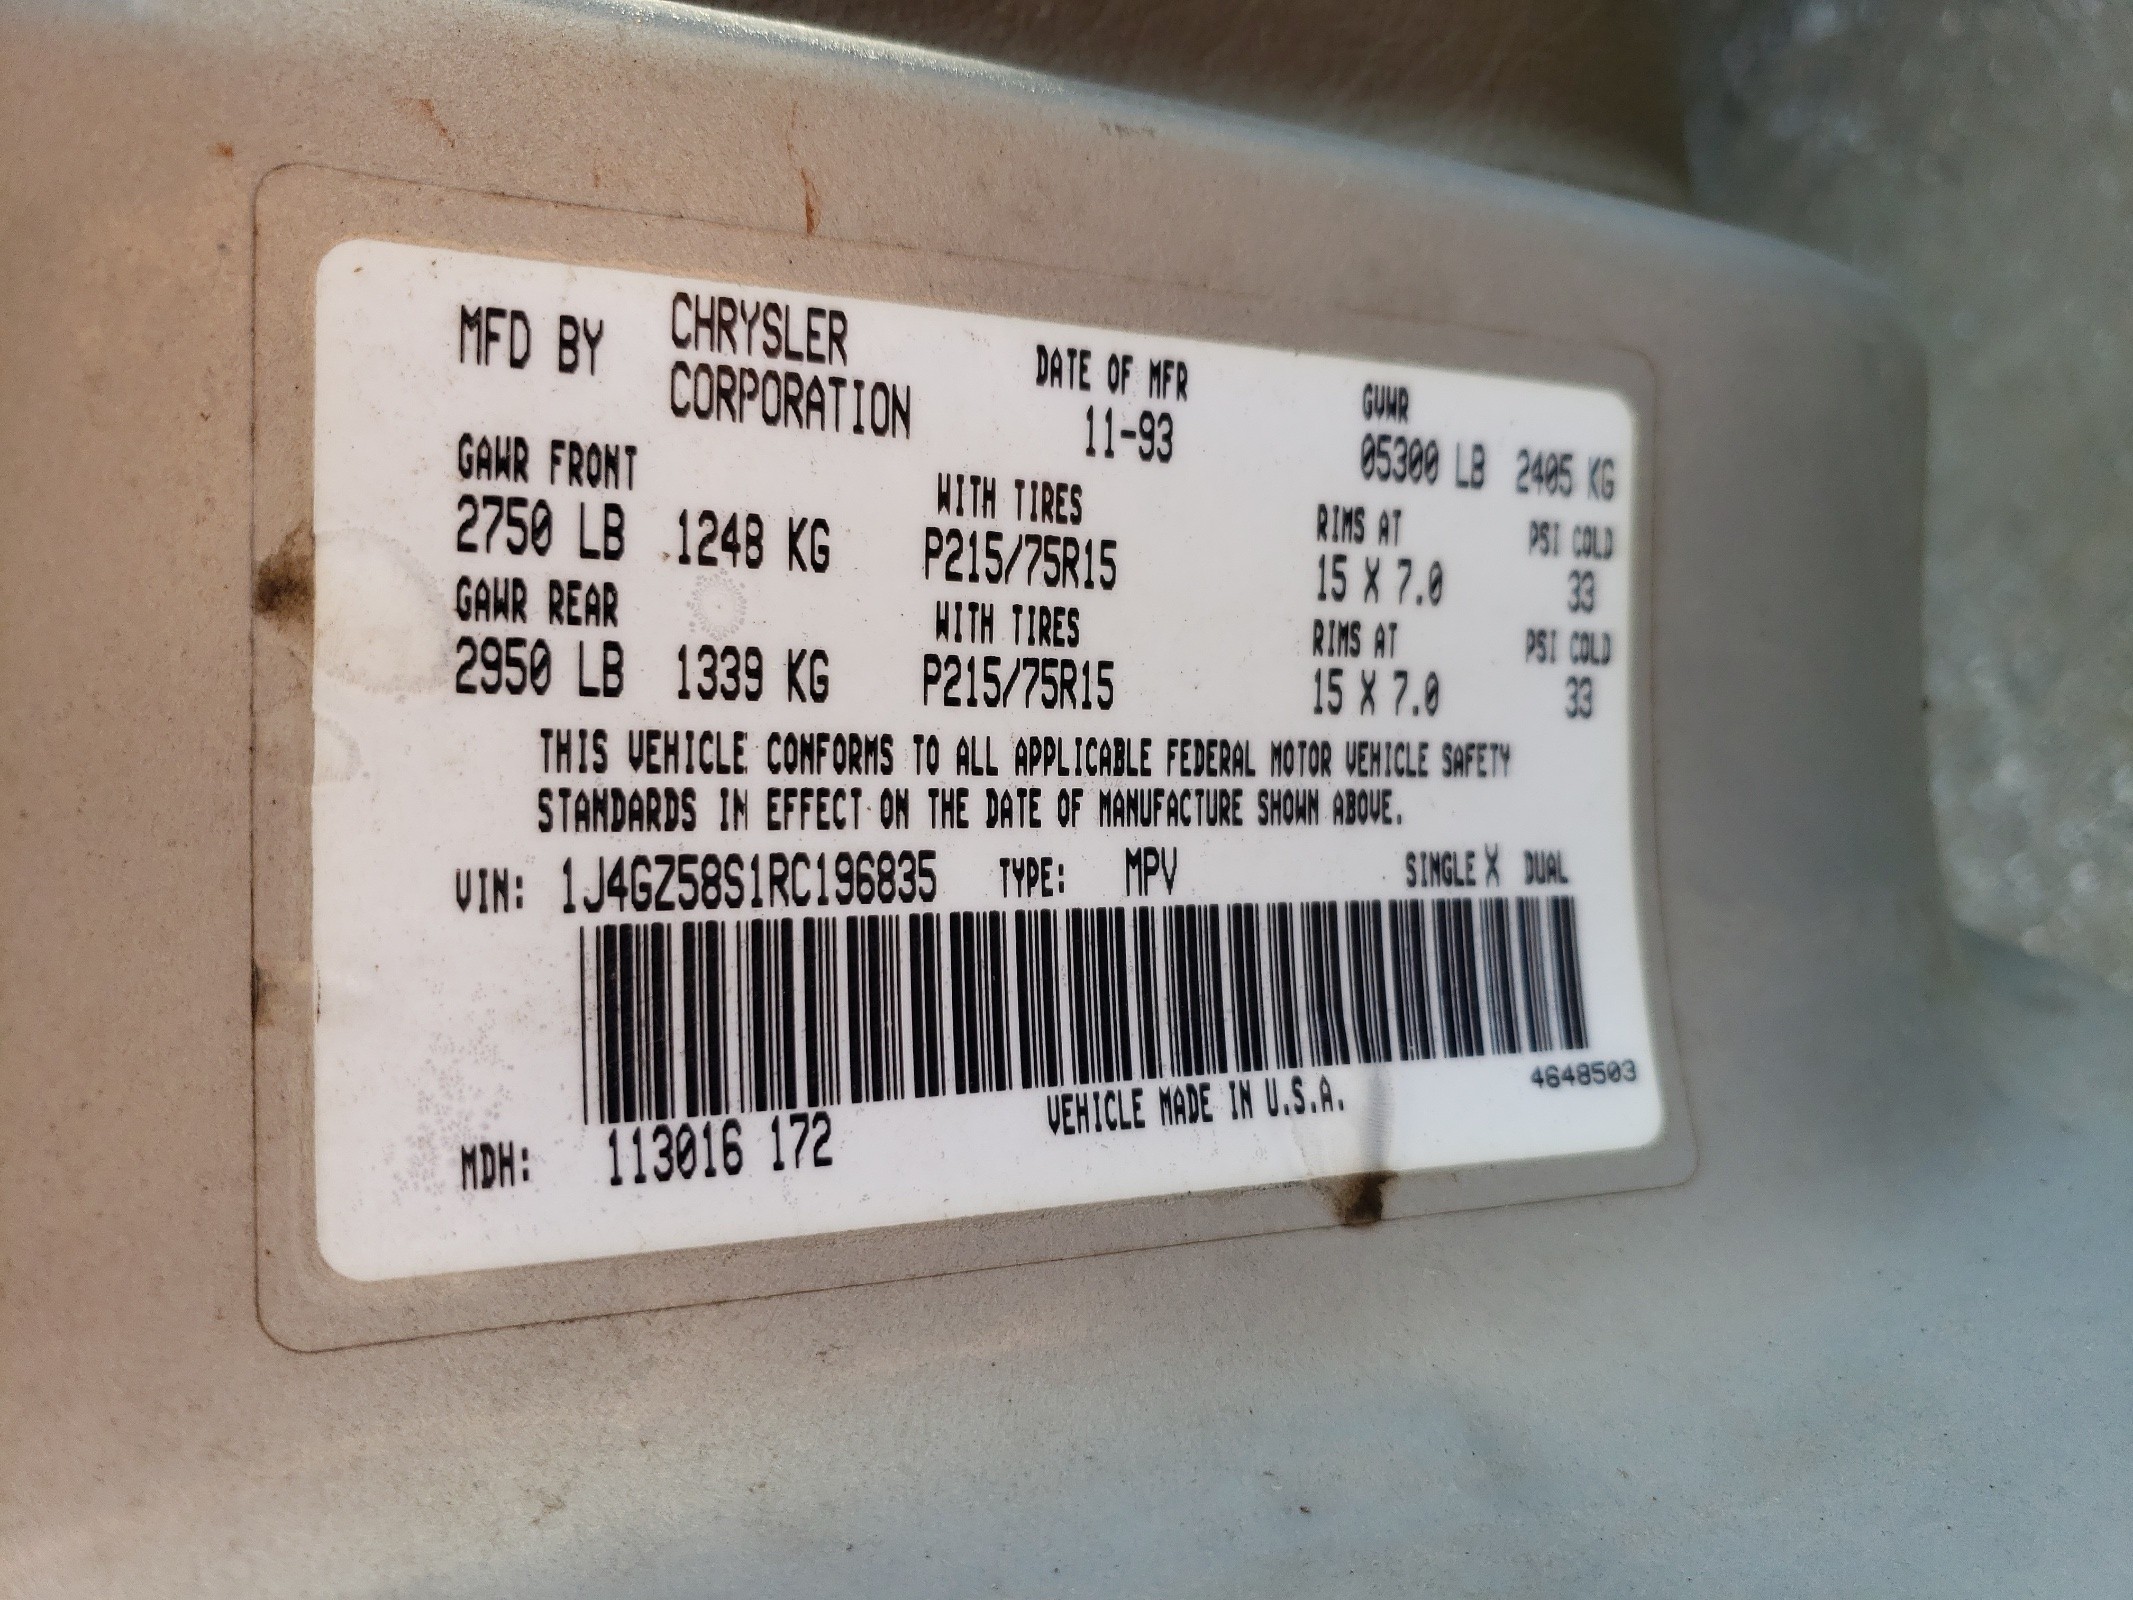 MFD BY CHRYSLER CORPORATION
DATE OF MFR
11-93
GVWR
05300 LB 2405 KG
GAWR FRONT WITH TIRES RIMS AT PSI COLD
2750 LB 1248 KG P215/75R15 15 X 7.0 33
GAWR REAR WITH TIRES RIMS AT PSI COLD
2950 LB 1339 KG P215/75R15 15 X 7.0 33
THIS VEHICLE CONFORMS TO ALL APPLICABLE FEDERAL MOTOR VEHICLE SAFETY
STANDARDS IN EFFECT ON THE DATE OF MANUFACTURE SHOWN ABOVE.
VIN: 1J4GZ58S1RC196835 TYPE: MPV SINGLE X DUAL
4648503
VEHICLE MADE IN U.S.A.
MDH: 113016 172